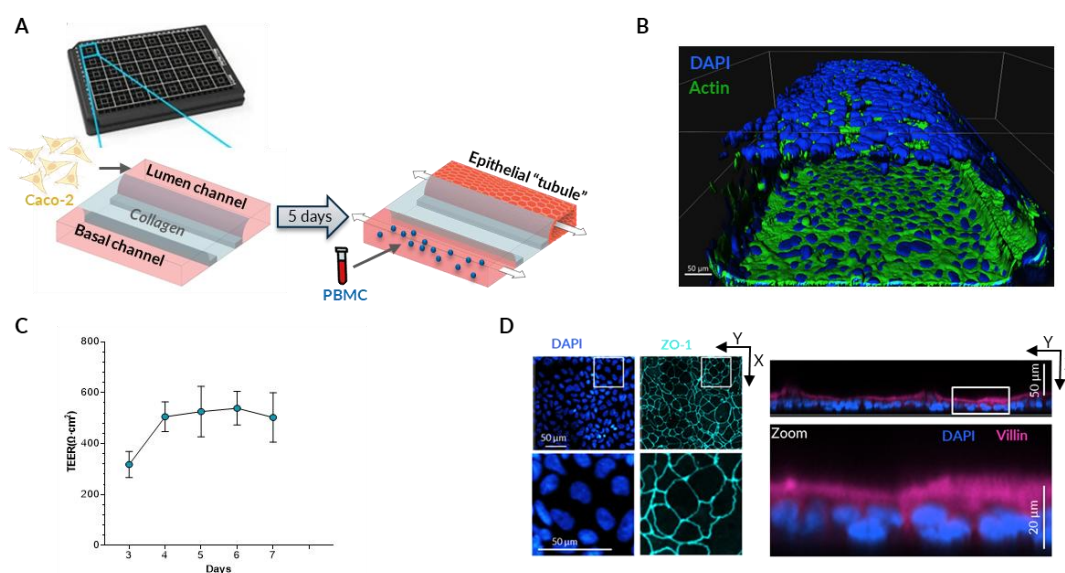 A
Caco-2
Lumen channel
Collagen
Basal channel
5 days
Epithelial "tubule"
PBMC
B
DAPI
Actin
50 µm
C
TEER(Ω·cm²)
800
600
400
200
0
3 4 5 6 7
Days
D
DAPI
ZO-1
Y
X
50 µm
50 µm
Y
50 µm
Zoom
DAPI
Villin
20 µm